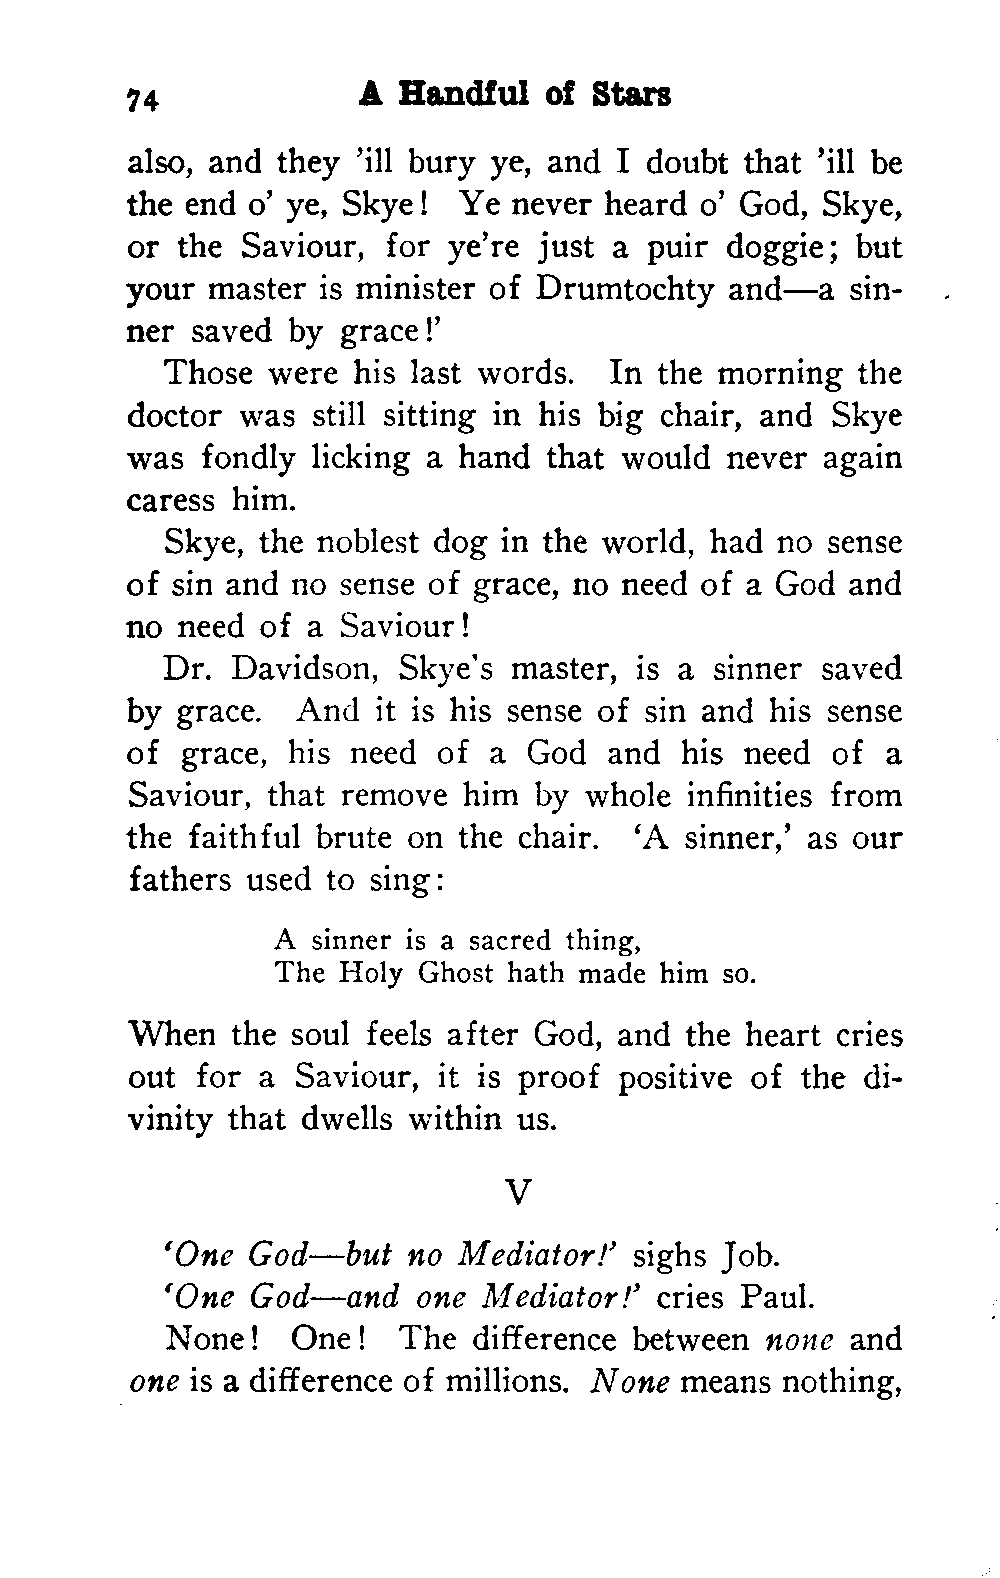 74 A Handful of Stars
also, and they ’ill bury ye, and I doubt that ’ill be
the end o’ ye, Skye! Ye never heard o’ God, Skye,
or the Saviour, for ye’re just a puir doggie; but
your master is minister of Drumtochty and—a sin-
ner saved by grace!’
Those were his last words. In the morning the
doctor was still sitting in his big chair, and Skye
was fondly licking a hand that would never again
caress him.
Skye, the noblest dog in the world, had no sense
of sin and no sense of grace, no need of a God and
no need of a Saviour!
Dr. Davidson, Skye’s master, is a sinner saved
by grace. And it is his sense of sin and his sense
of grace, his need of a God and his need of a
Saviour, that remove him by whole infinities from
the faithful brute on the chair. ‘A sinner,’ as our
fathers used to sing:
A sinner is a sacred thing,
The Holy Ghost hath made him so.
When the soul feels after God, and the heart cries
out for a Saviour, it is proof positive of the di-
vinity that dwells within us.
V
‘One God—but no Mediator!’ sighs Job.
‘One God—and one Mediator!’ cries Paul.
None! One! The difference between none and
one is a difference of millions. None means nothing,